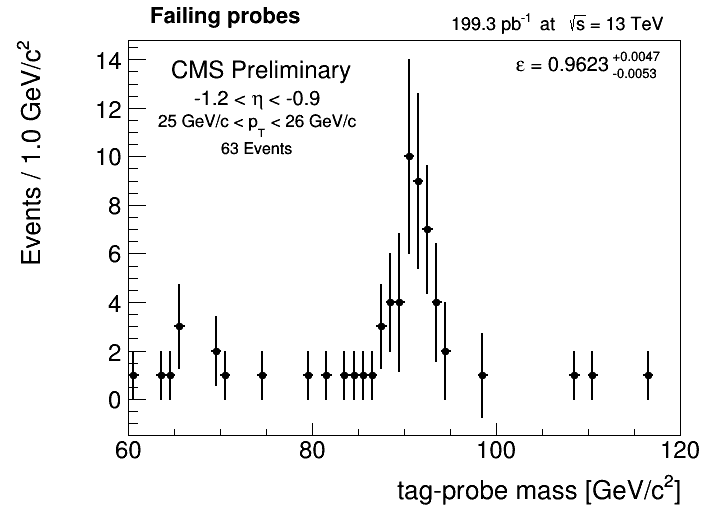 Failing probes
199.3 pb⁻¹ at √s = 13 TeV
CMS Preliminary
-1.2 < η < -0.9
25 GeV/c < p_T < 26 GeV/c
63 Events
ε = 0.9623 +0.0047 -0.0053
Events / 1.0 GeV/c²
14
12
10
8
6
4
2
0
60 80 100 120
tag-probe mass [GeV/c²]